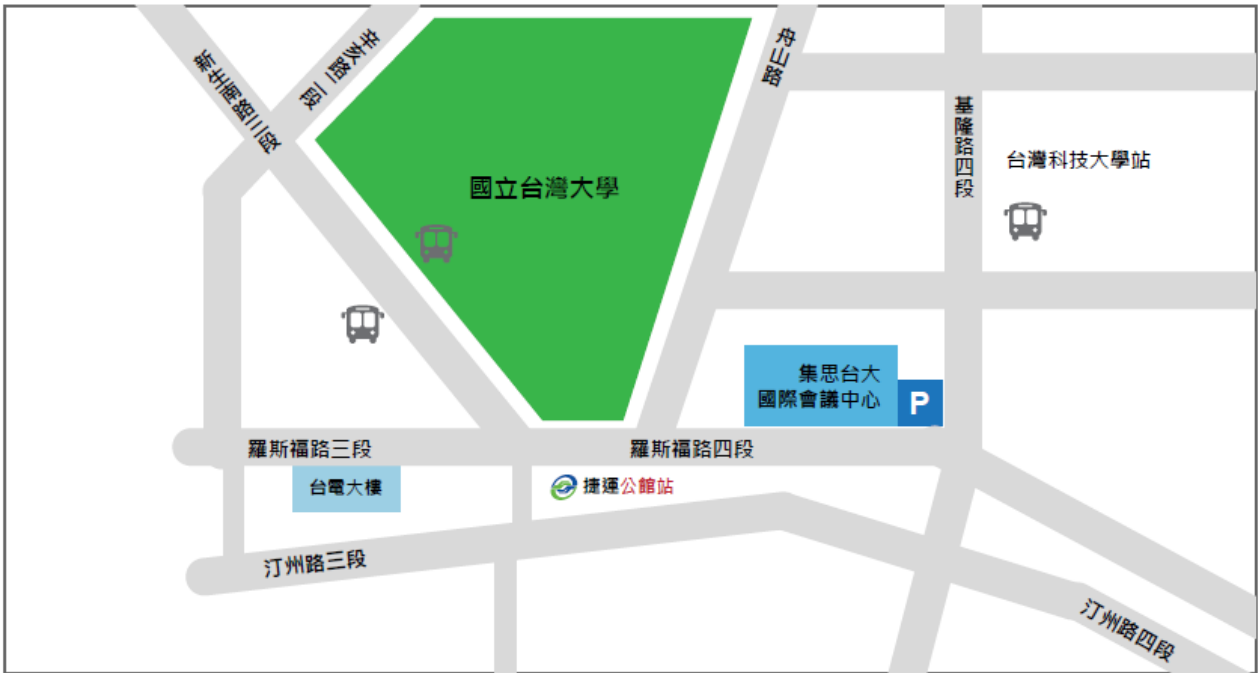 新生南路三段
辛亥路二段
舟山路
基隆路四段
台灣科技大學站
國立台灣大學
集思台大
國際會議中心
P
羅斯福路三段
羅斯福路四段
台電大樓
捷運公館站
汀州路三段
汀州路四段